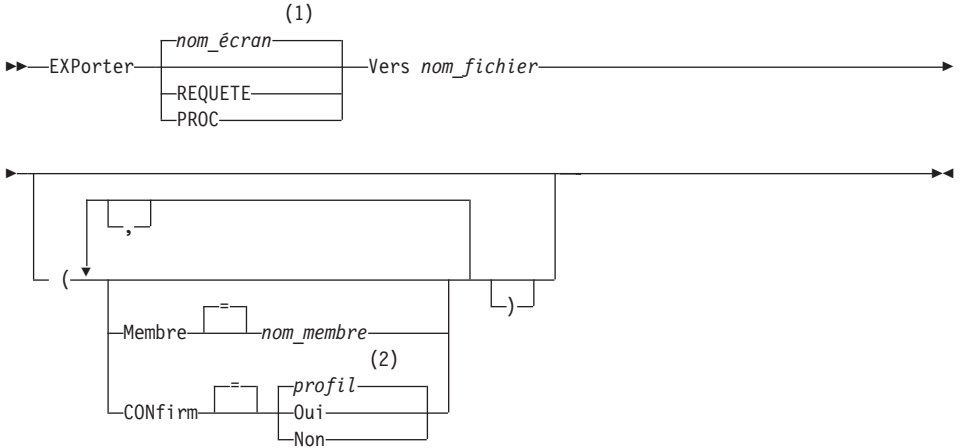 (1)
nom_écran
EXPorter Vers nom_fichier
REQUETE
PROC
,
( )
=
Membre nom_membre
(2)
= profil
CONfirm Oui
Non